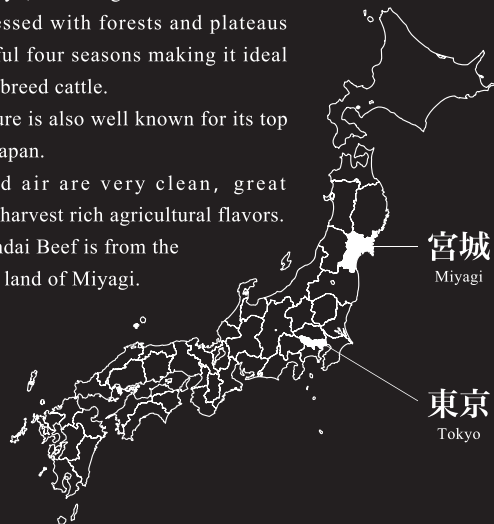 essed with forests and plateaus
ful four seasons making it ideal
breed cattle.
ure is also well known for its top
apan.
d air are very clean, great
harvest rich agricultural flavors.
ndai Beef is from the
land of Miyagi.
宮城
Miyagi
東京
Tokyo